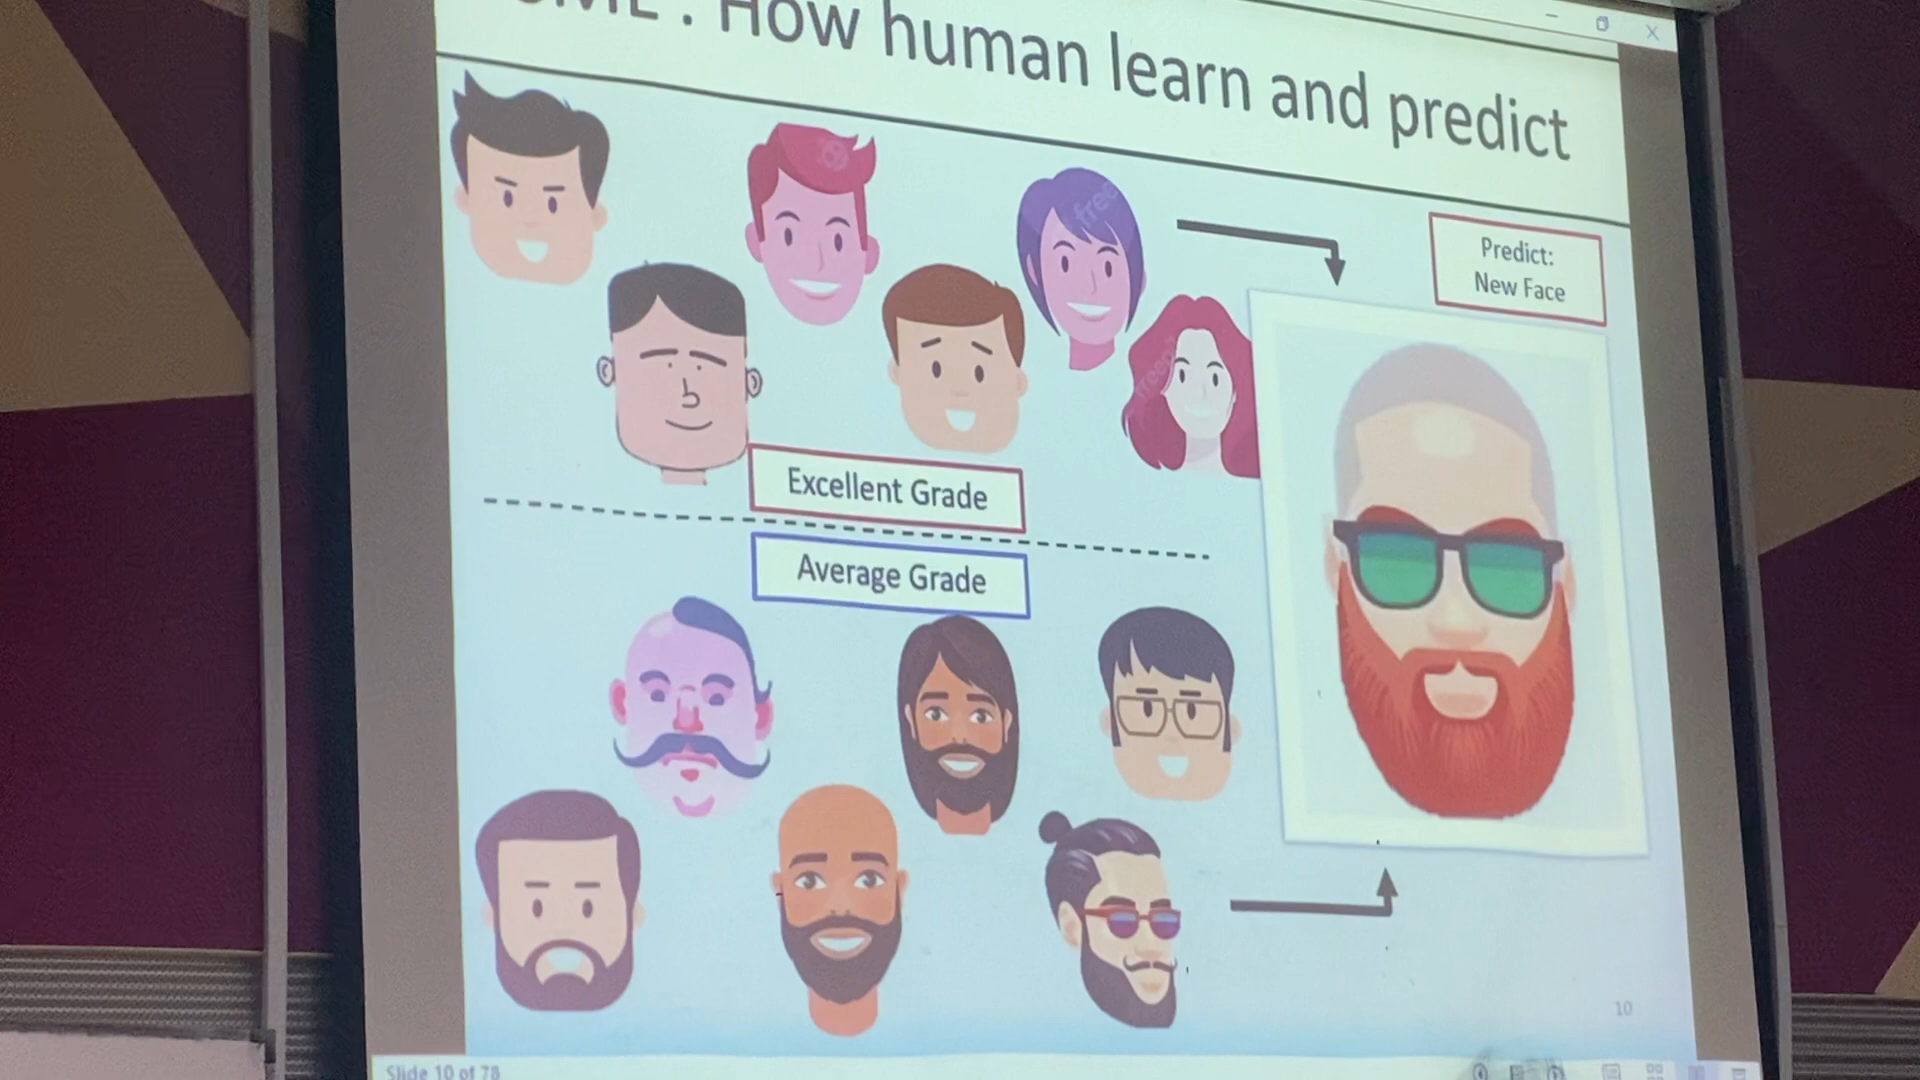 : How human learn and predict
Predict:
New Face
Excellent Grade
Average Grade
10
Slide 10 of 78